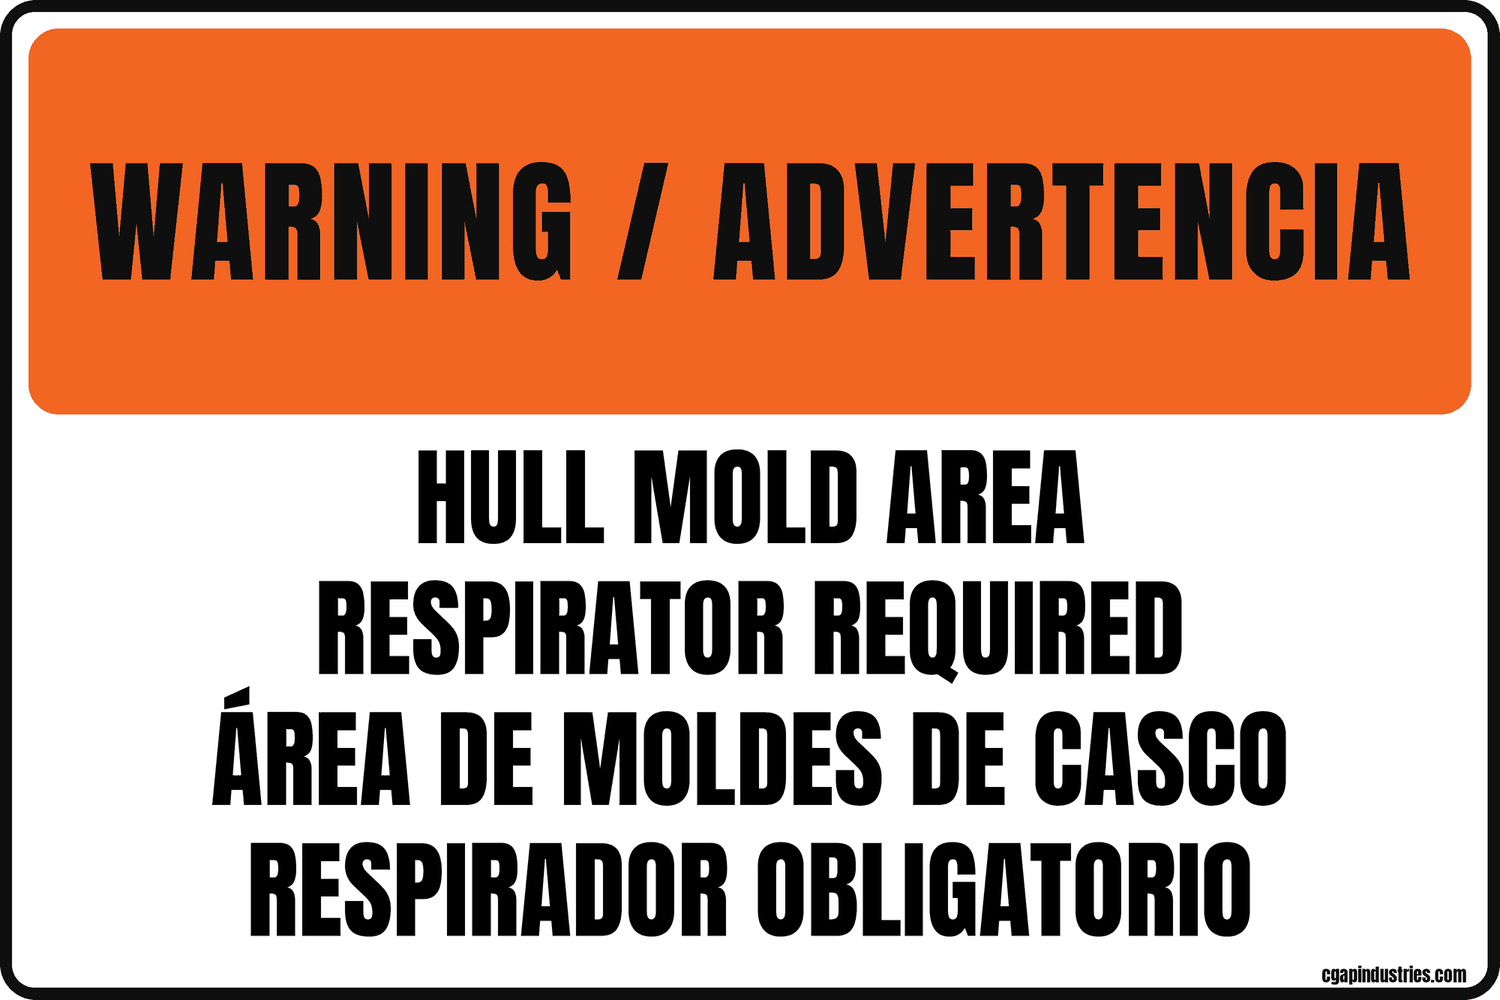 WARNING / ADVERTENCIA
HULL MOLD AREA
RESPIRATOR REQUIRED
ÁREA DE MOLDES DE CASCO
RESPIRADOR OBLIGATORIO
cgapindustries.com